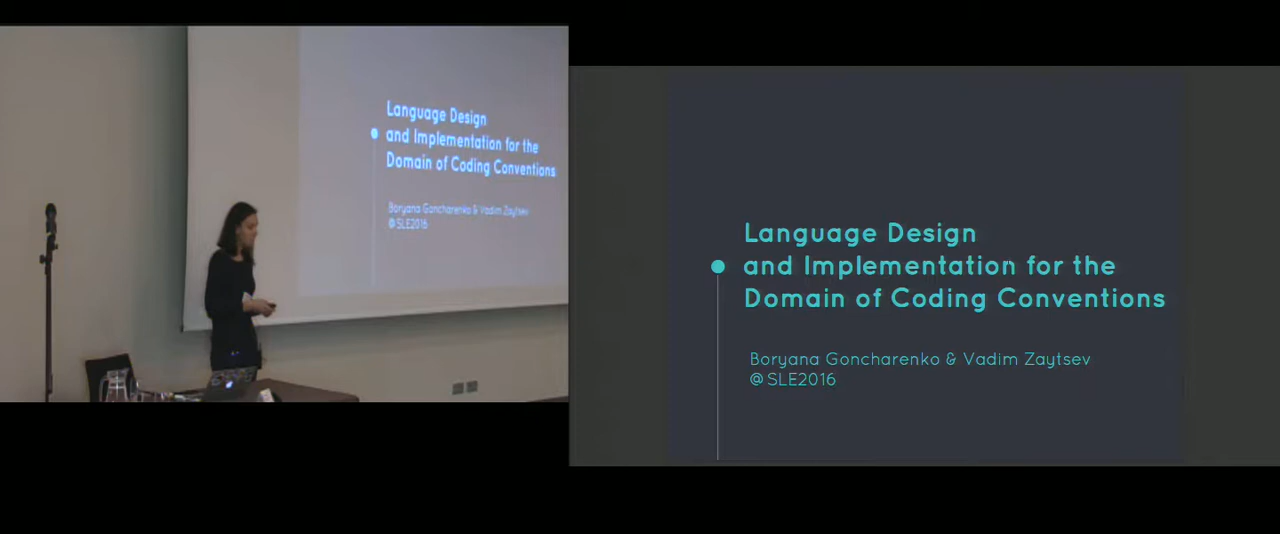 Language Design
and Implementation for the
Domain of Coding Conventions
Boryana Goncharenko & Vadim Zaytsev
@SLE2016
Language Design
and Implementation for the
Domain of Coding Conventions
Boryana Goncharenko & Vadim Zaytsev
@SLE2016